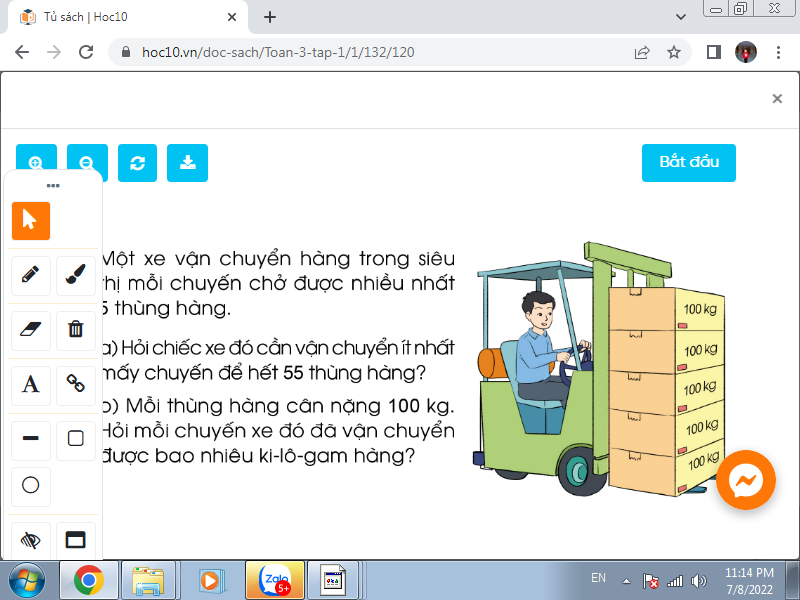 Tủ sách | Hoc10
hoc10.vn/doc-sach/Toan-3-tap-1/1/132/120
Bắt đầu
Một xe vận chuyển hàng trong siêu
thị mỗi chuyến chở được nhiều nhất
5 thùng hàng.
a) Hỏi chiếc xe đó cần vận chuyển ít nhất
mấy chuyến để hết 55 thùng hàng?
b) Mỗi thùng hàng cân nặng 100 kg.
Hỏi mỗi chuyến xe đó đã vận chuyển
được bao nhiêu ki-lô-gam hàng?
100 kg
100 kg
100 kg
100 kg
100 kg
A
Zalo
5+
EN
11:14 PM
7/8/2022